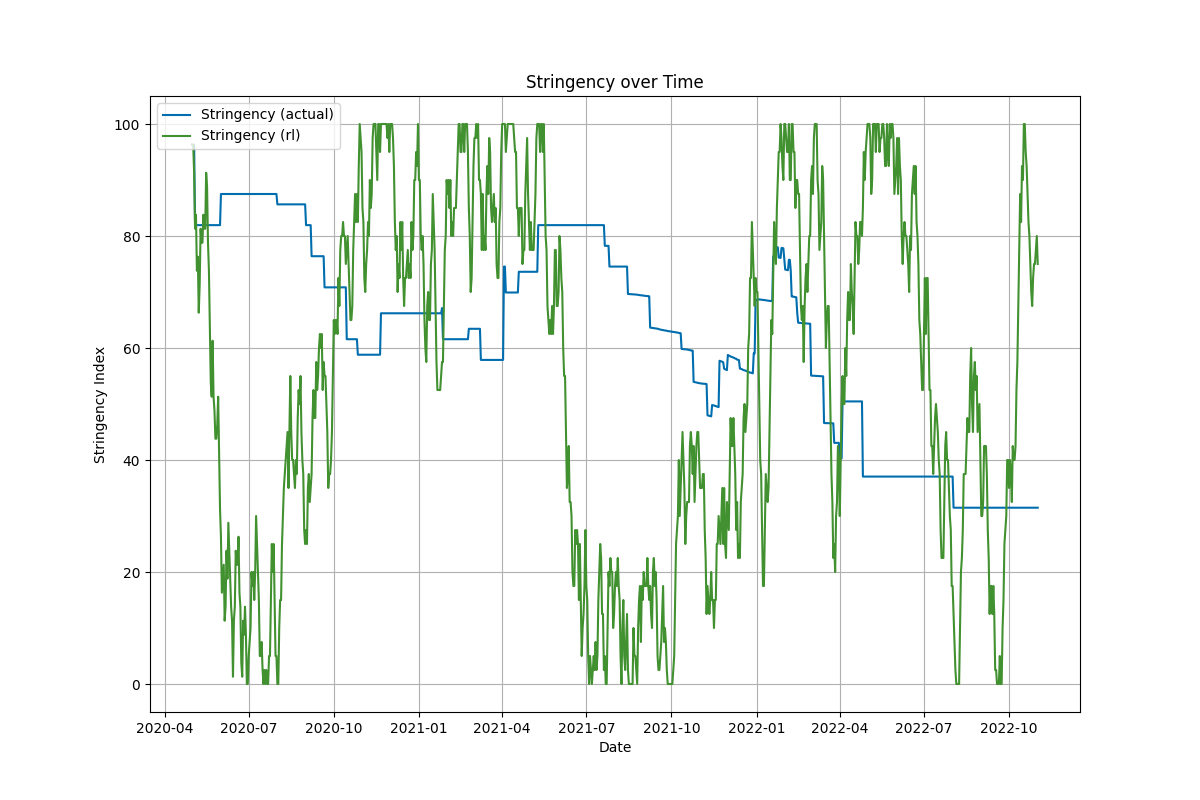 Stringency over Time
Stringency (actual)
Stringency (rl)
100
80
60
40
20
0
Stringency Index
2020-04 2020-07 2020-10 2021-01 2021-04 2021-07 2021-10 2022-01 2022-04 2022-07 2022-10
Date